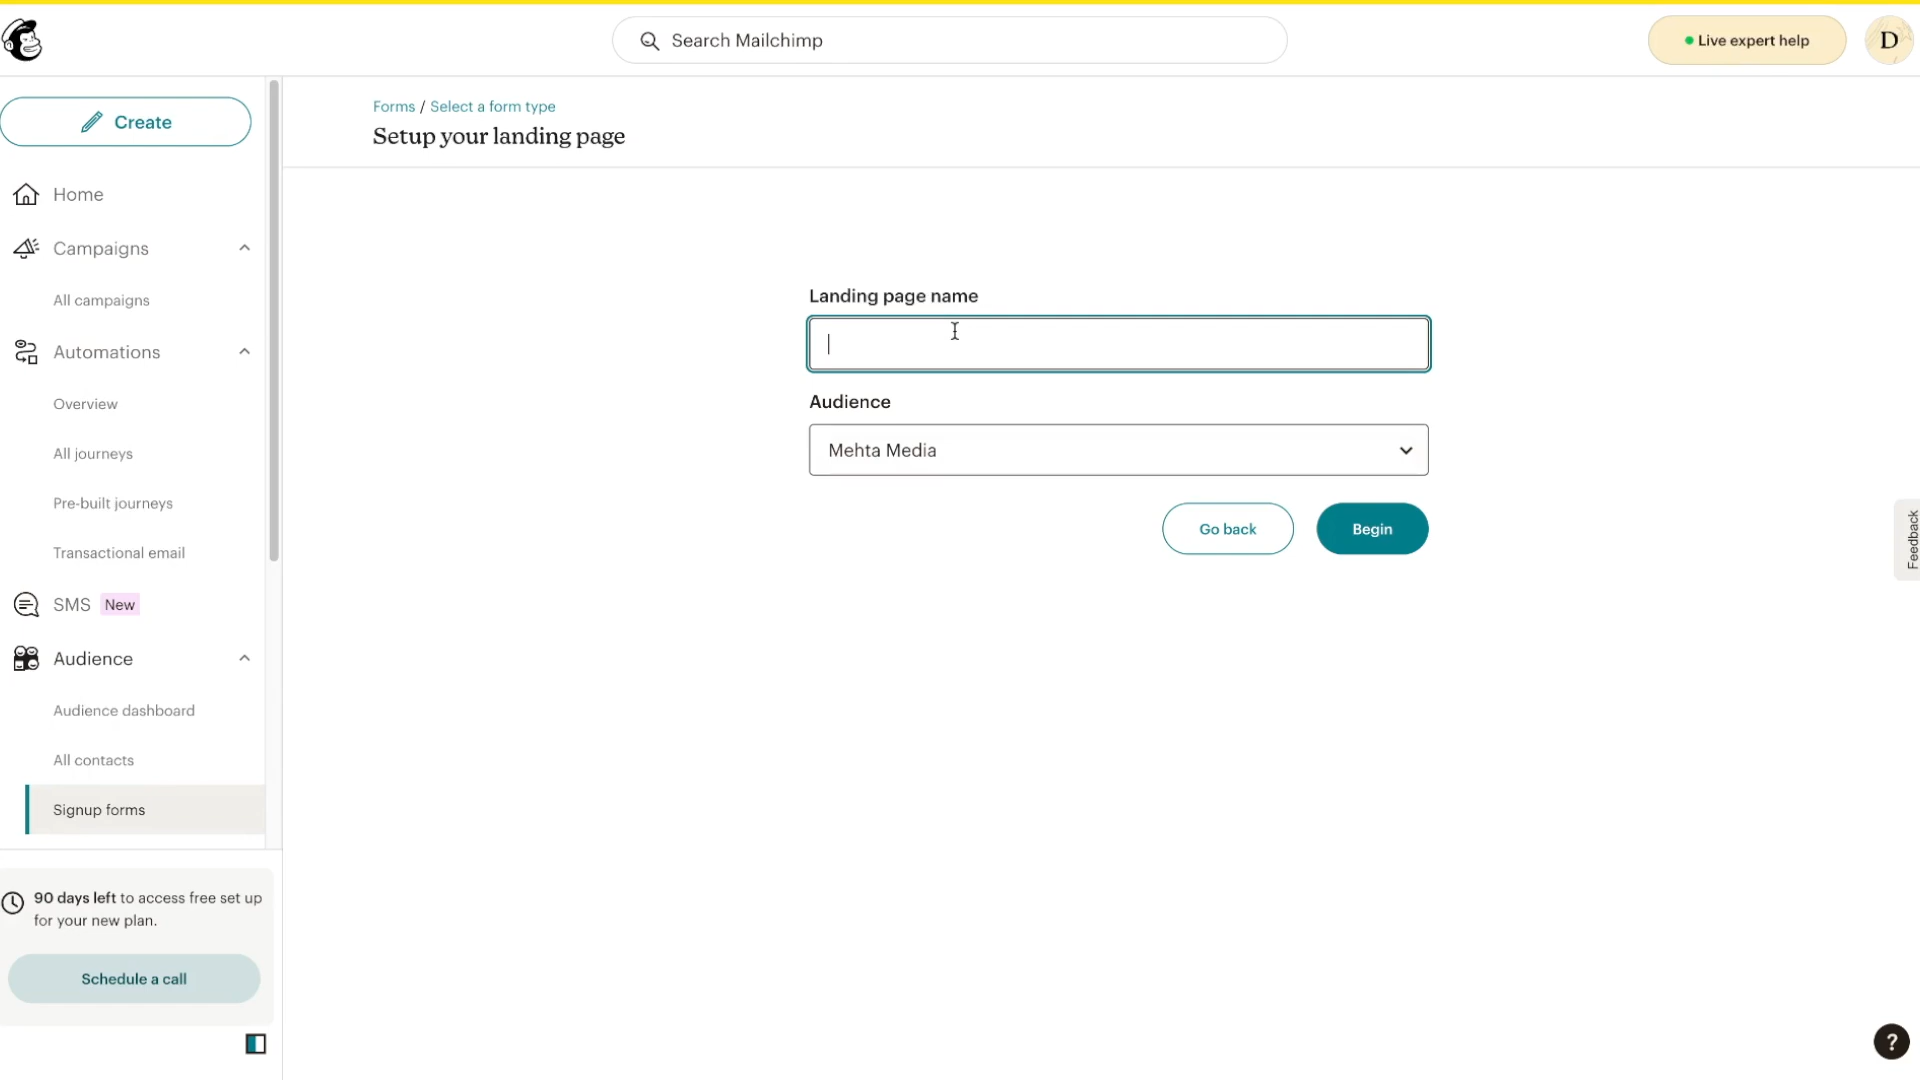 Search Mailchimp
Live expert help
D
Create
Home
Campaigns
All campaigns
Automations
Overview
All journeys
Pre-built journeys
Transactional email
SMS New
Audience
Audience dashboard
All contacts
Signup forms
90 days left to access free set up
for your new plan.
Schedule a call
Forms / Select a form type
Setup your landing page
Landing page name
Audience
Mehta Media
Go back
Begin
Feedback
?